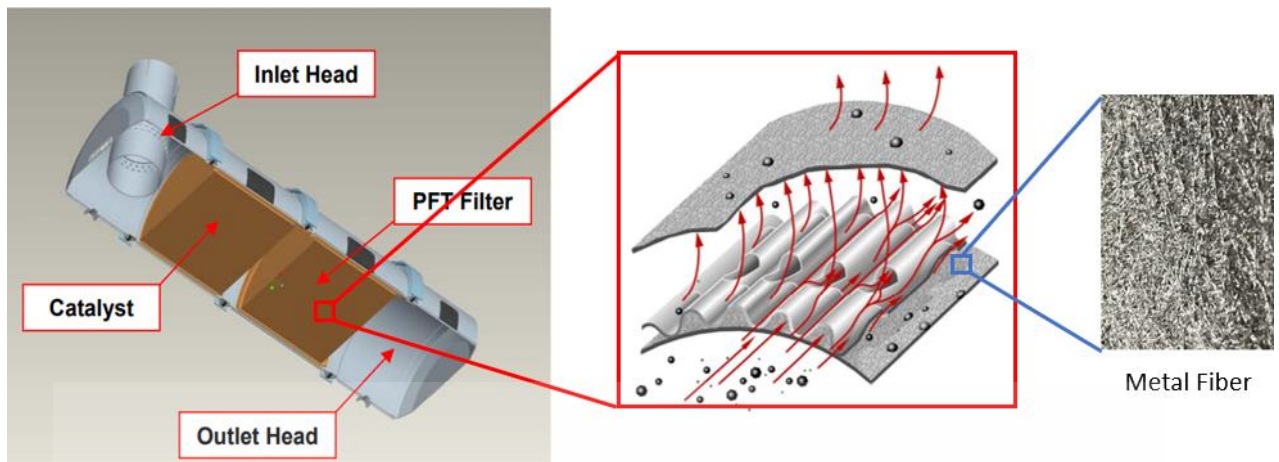 Inlet Head
PFT Filter
Catalyst
Outlet Head
Metal Fiber